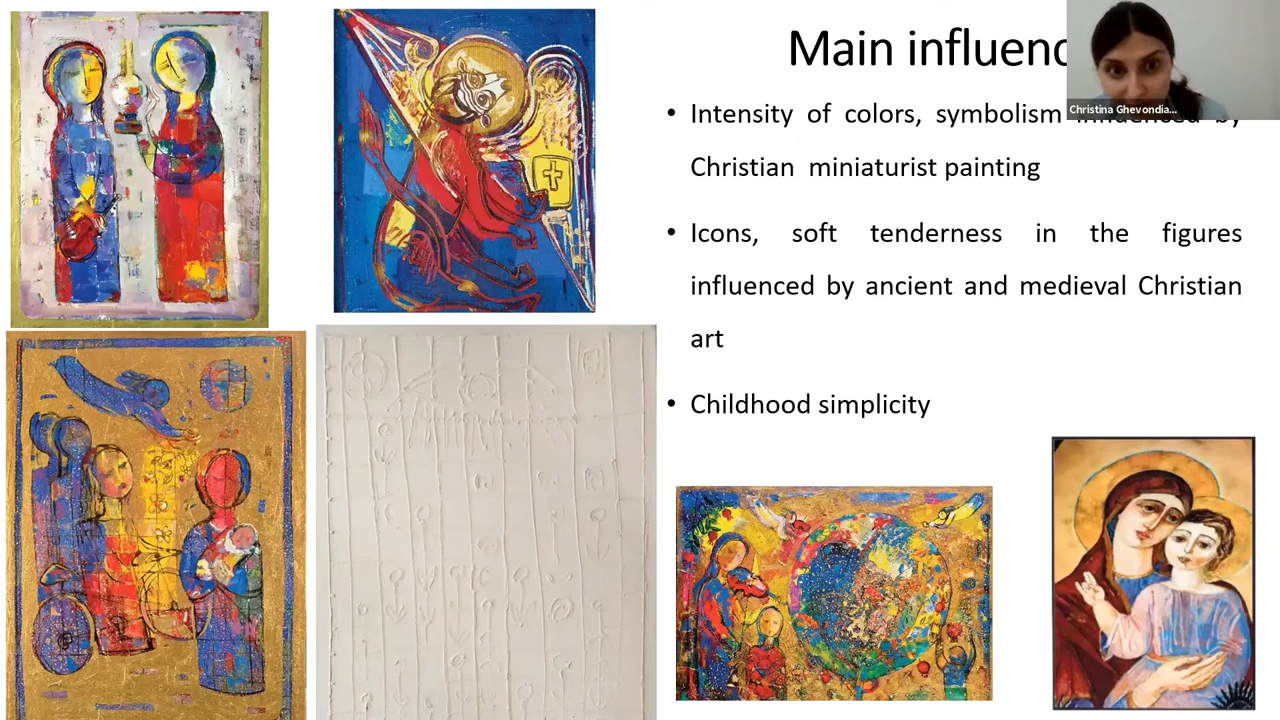 Main influenc
Christina Ghevondia...
• Intensity of colors, symbolism influenced by
Christian miniaturist painting
• Icons, soft tenderness in the figures
influenced by ancient and medieval Christian
art
• Childhood simplicity